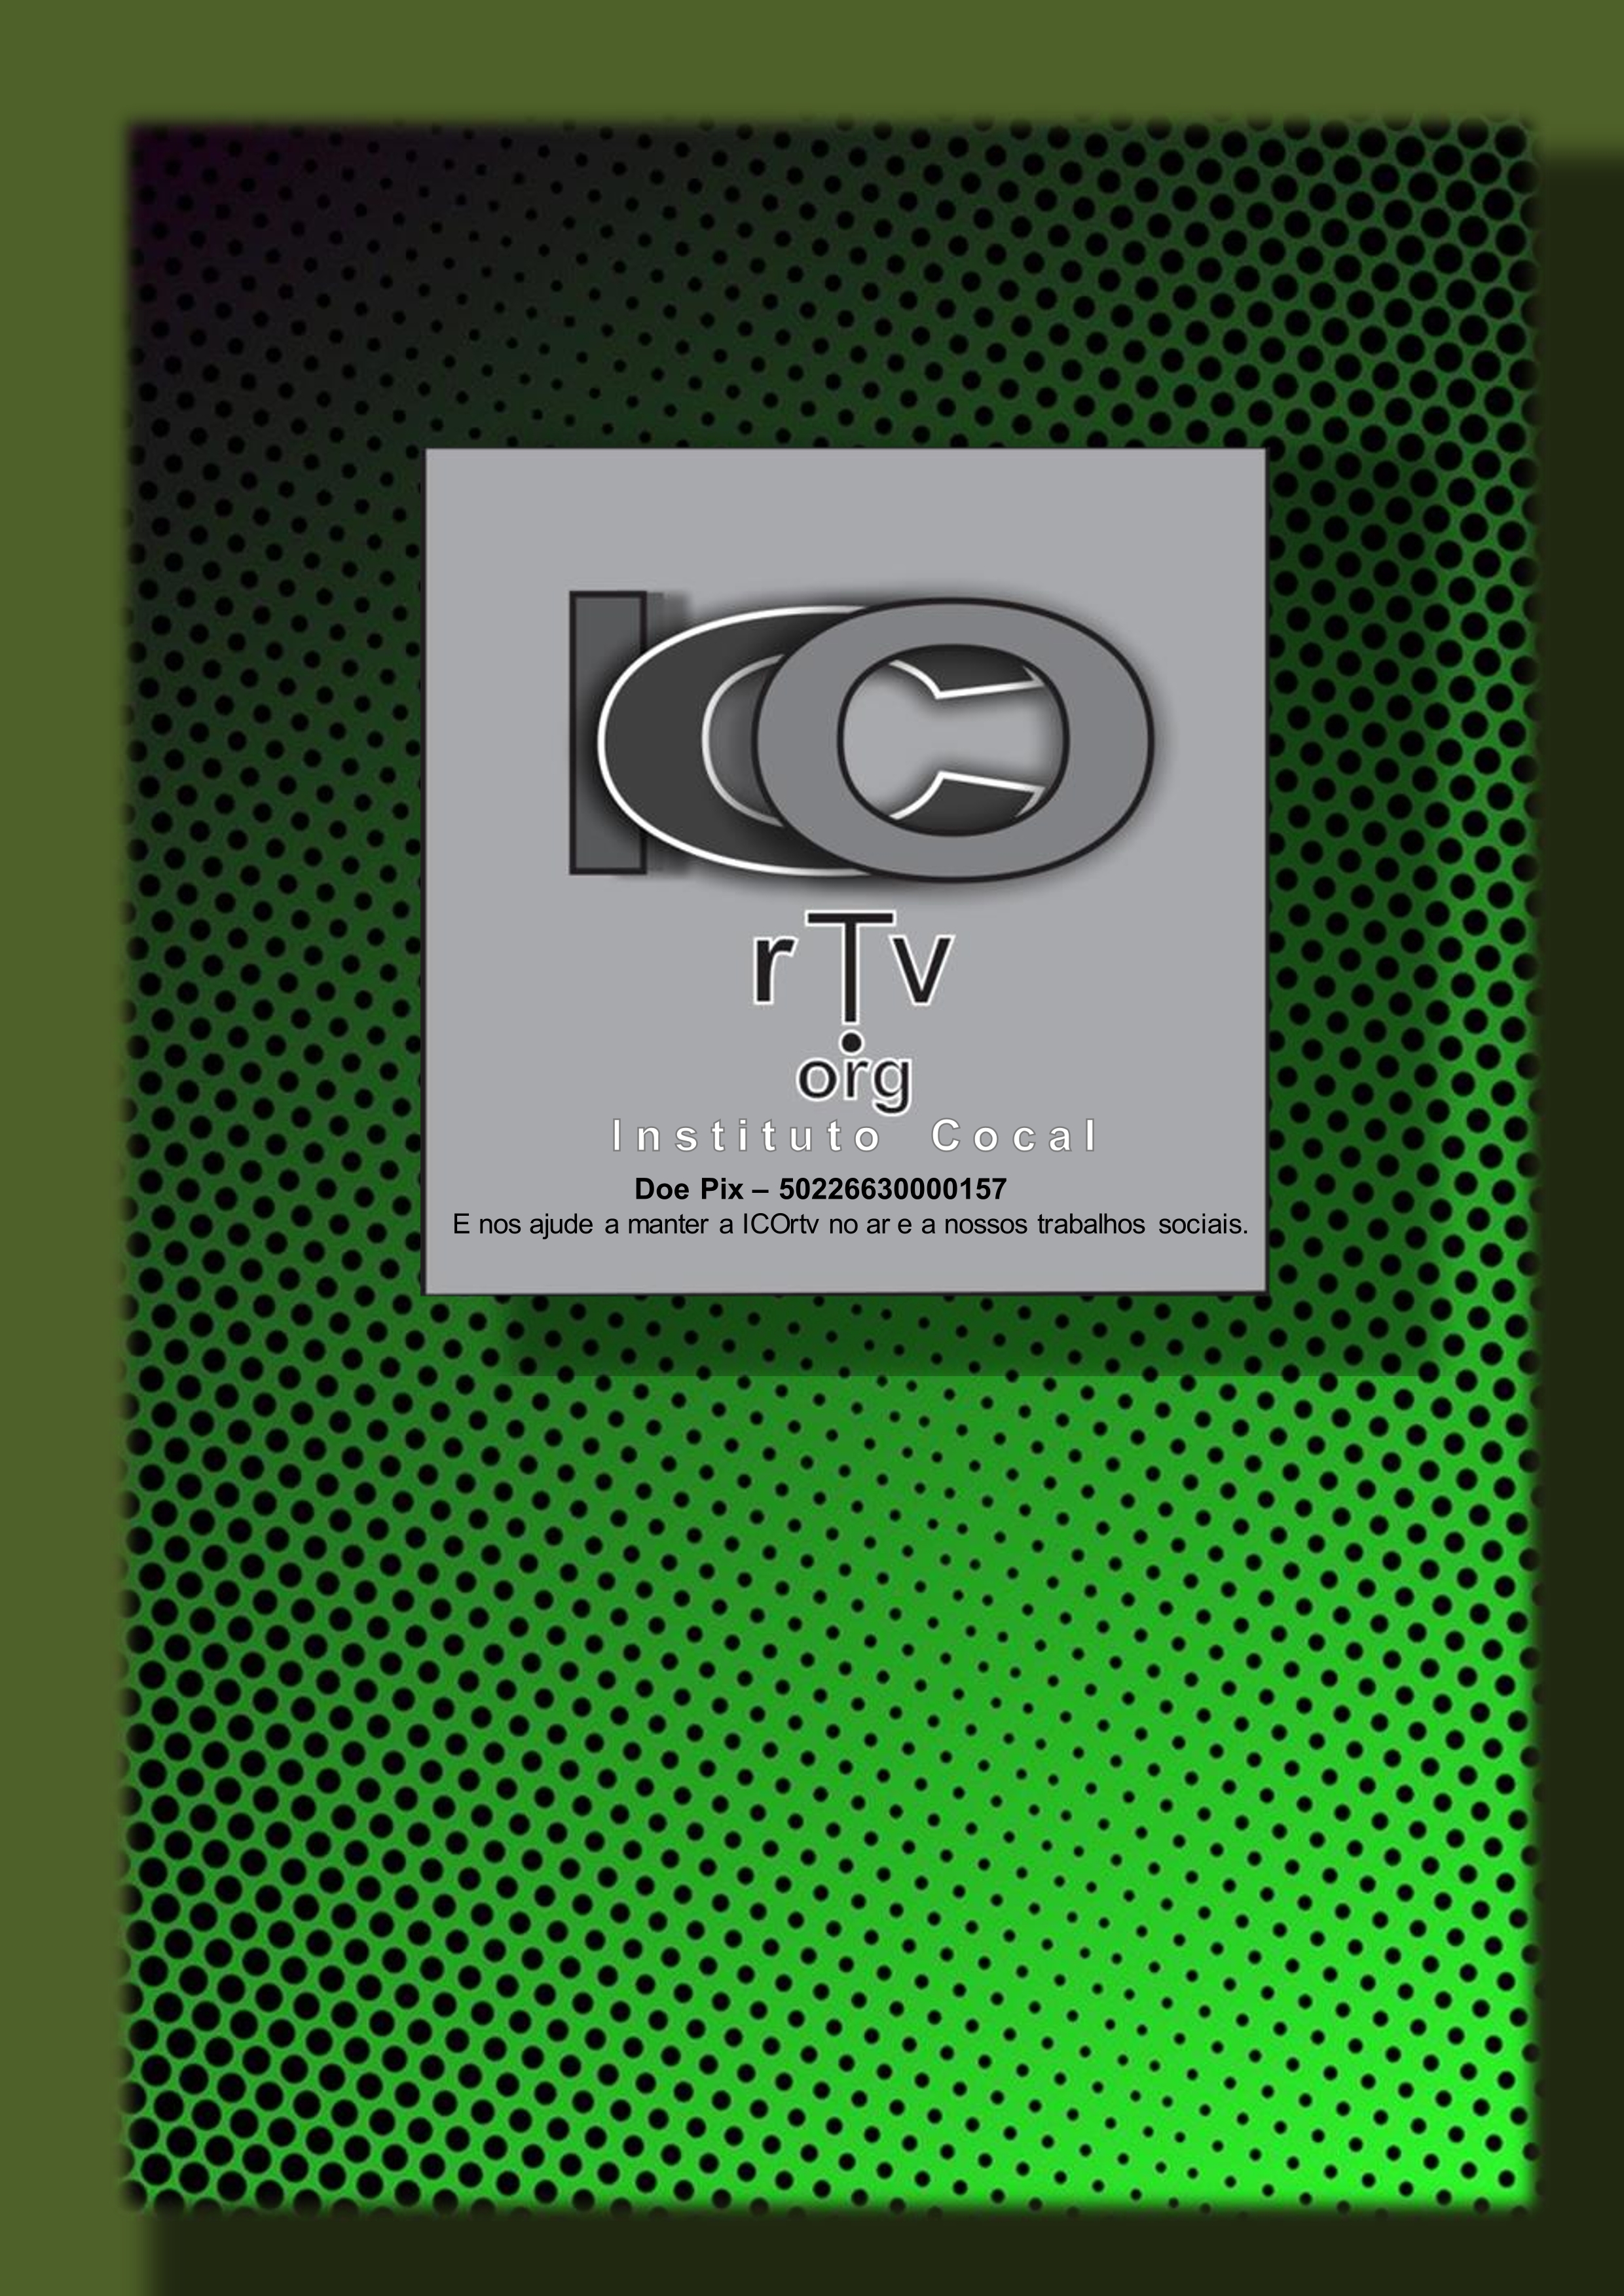 ICO
rTv
.org
Instituto Cocal
Doe Pix – 50226630000157
E nos ajude a manter a ICOrtv no ar e a nossos trabalhos sociais.